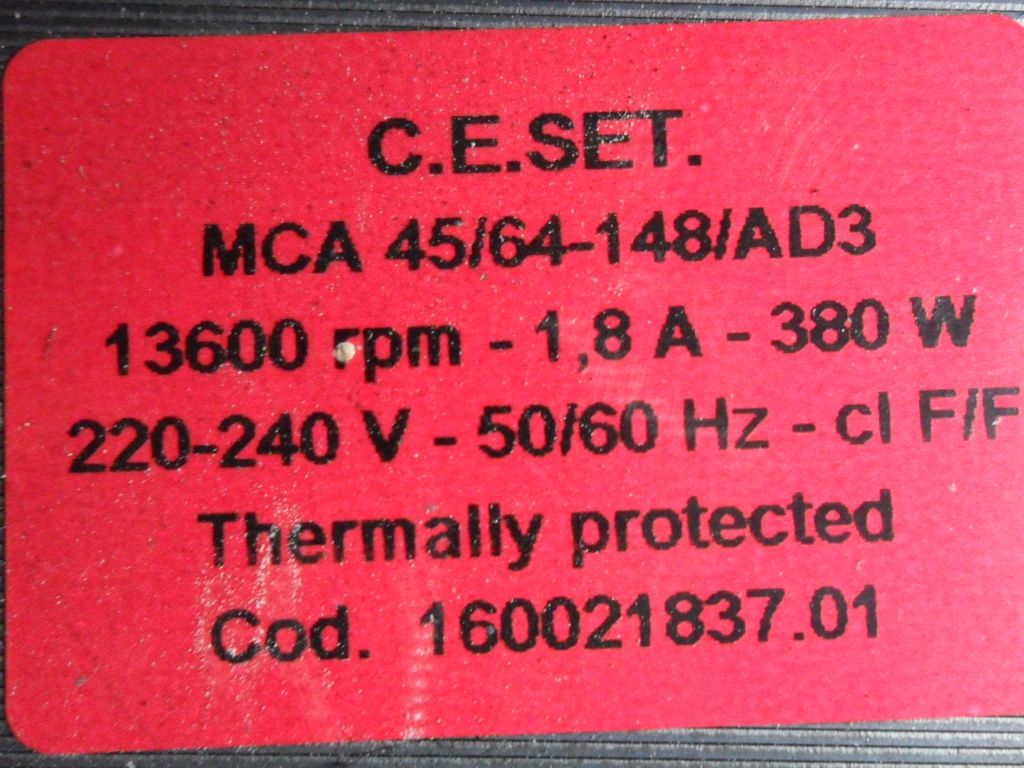 C.E.SET.
MCA 45/64-148/AD3
13600 rpm - 1,8 A - 380 W
220-240 V - 50/60 Hz - cl F/F
Thermally protected
Cod. 160021837.01